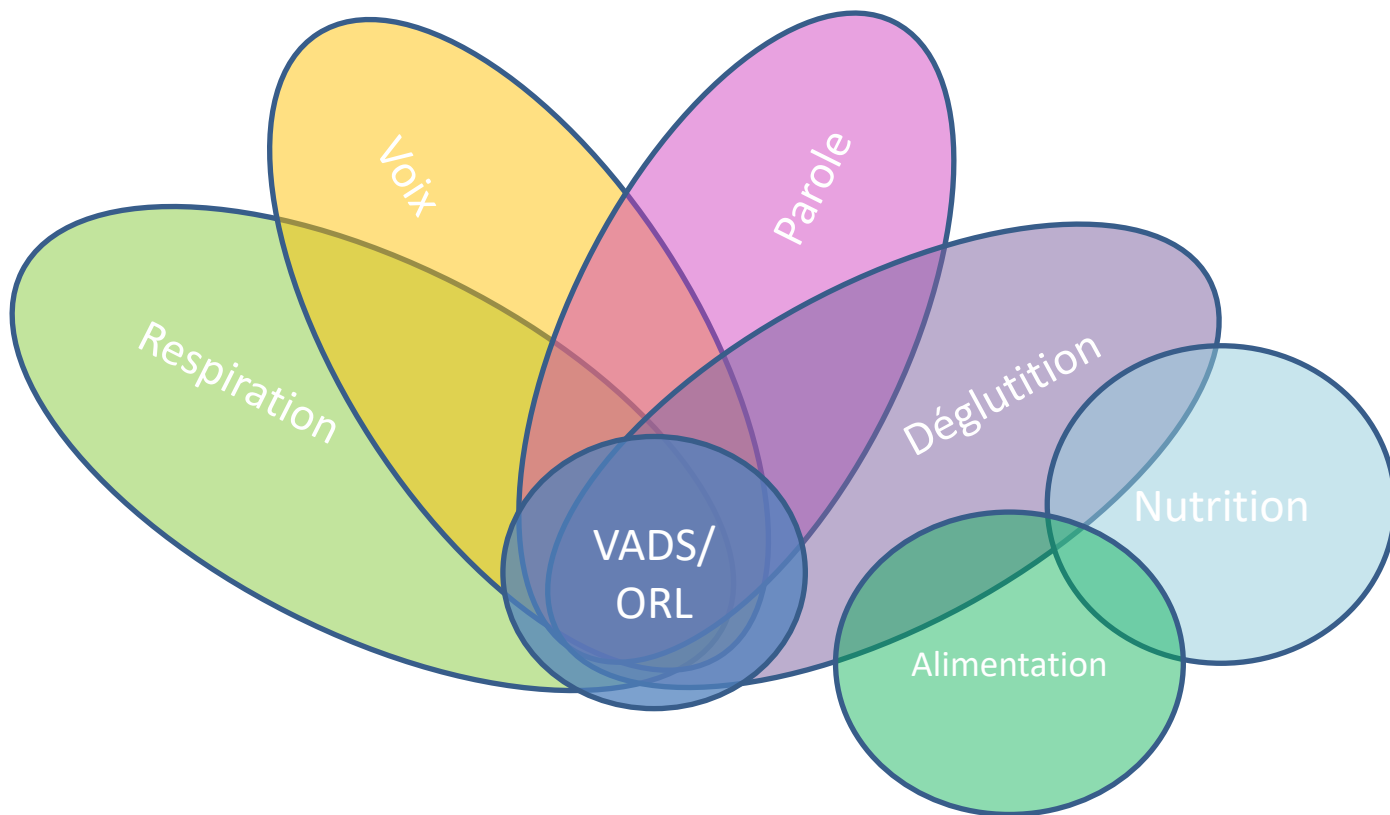 Voix
Parole
Respiration
Déglutition
Nutrition
VADS/
ORL
Alimentation